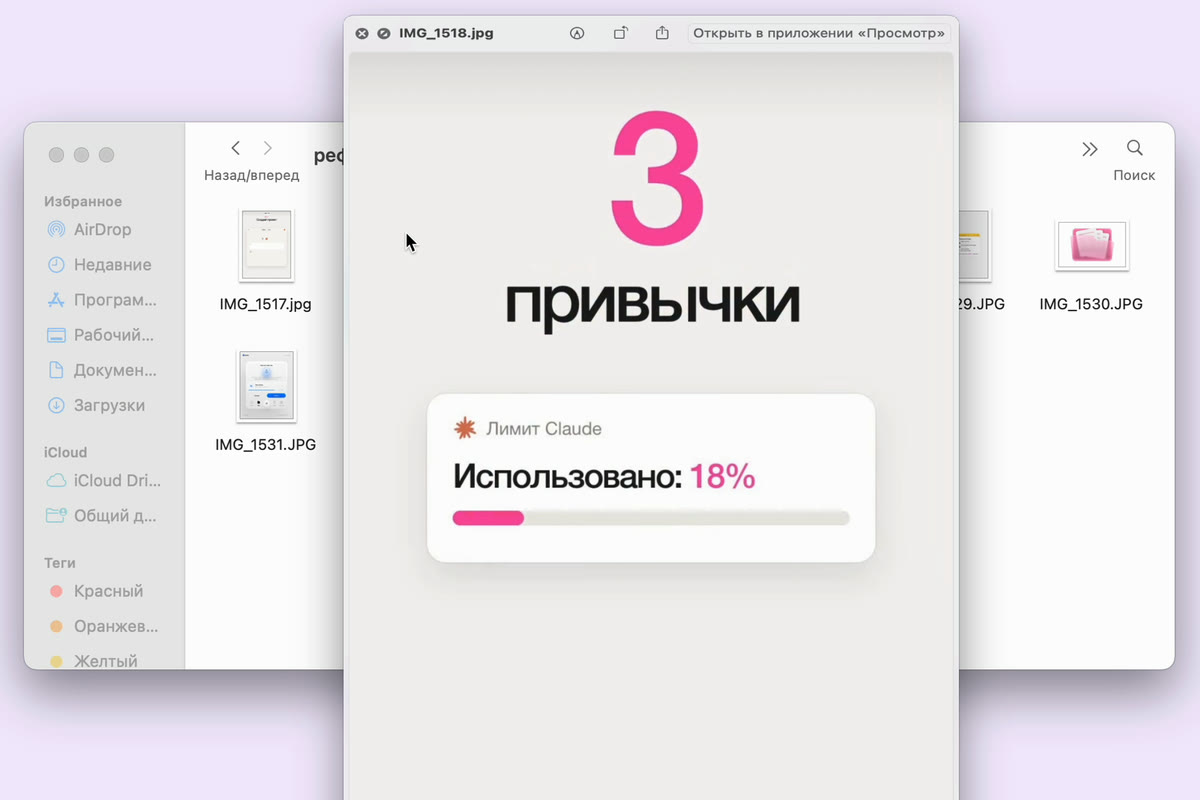 IMG_1518.jpg
Открыть в приложении «Просмотр»
3
привычки
Лимит Claude
Использовано: 18%
Избранное
AirDrop
Недавние
Програм...
Рабочий...
Докумен...
Загрузки
iCloud
iCloud Dri...
Общий д...
Теги
Красный
Оранжев...
Желтый
Назад/вперед
реф
Поиск
IMG_1517.jpg
29.JPG
IMG_1530.JPG
IMG_1531.JPG